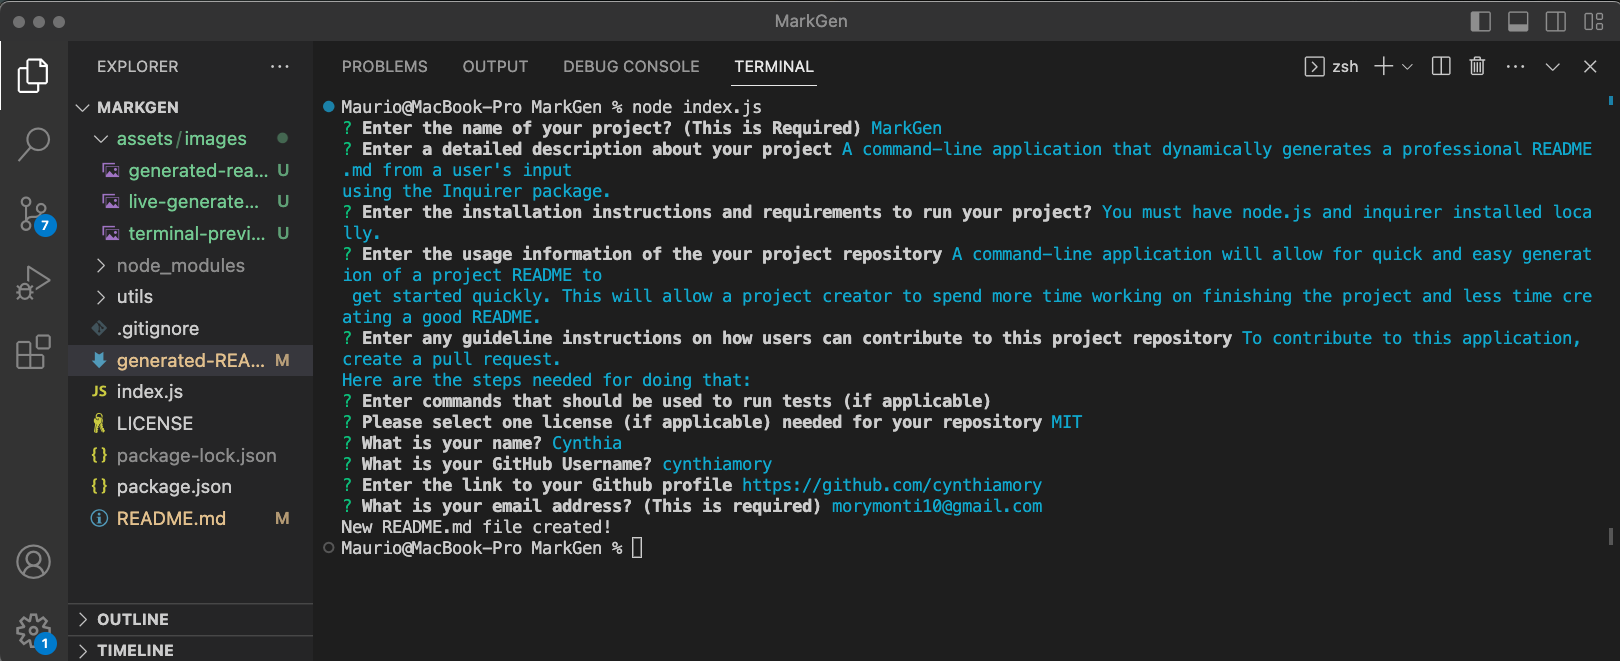 MarkGen
EXPLORER
PROBLEMS OUTPUT DEBUG CONSOLE TERMINAL
zsh
MARKGEN
assets/images
generated-rea... U
live-generate... U
terminal-previ... U
node_modules
utils
.gitignore
generated-REA... M
JS index.js
LICENSE
{} package-lock.json
{} package.json
README.md M
7
1
OUTLINE
TIMELINE
Maurio@MacBook-Pro MarkGen % node index.js
? Enter the name of your project? (This is Required) MarkGen
? Enter a detailed description about your project A command-line application that dynamically generates a professional README
.md from a user's input
using the Inquirer package.
? Enter the installation instructions and requirements to run your project? You must have node.js and inquirer installed loca
lly.
? Enter the usage information of the your project repository A command-line application will allow for quick and easy generat
ion of a project README to
get started quickly. This will allow a project creator to spend more time working on finishing the project and less time cre
ating a good README.
? Enter any guideline instructions on how users can contribute to this project repository To contribute to this application,
create a pull request.
Here are the steps needed for doing that:
? Enter commands that should be used to run tests (if applicable)
? Please select one license (if applicable) needed for your repository MIT
? What is your name? Cynthia
? What is your GitHub Username? cynthiamory
? Enter the link to your Github profile https://github.com/cynthiamory
? What is your email address? (This is required) morymonti10@gmail.com
New README.md file created!
Maurio@MacBook-Pro MarkGen %